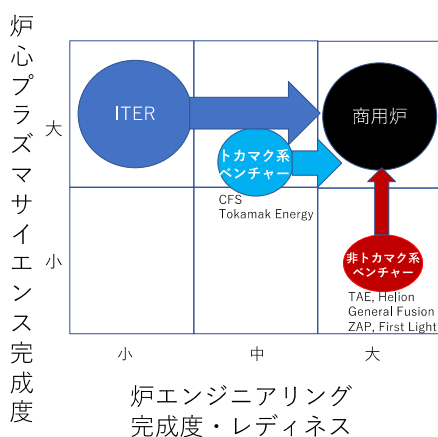 炉心プラズマサイエンス完成度
大
小
ITER
トカマク系
ベンチャー
CFS
Tokamak Energy
商用炉
非トカマク系
ベンチャー
TAE, Helion
General Fusion
ZAP, First Light
小
中
大
炉エンジニアリング
完成度・レディネス